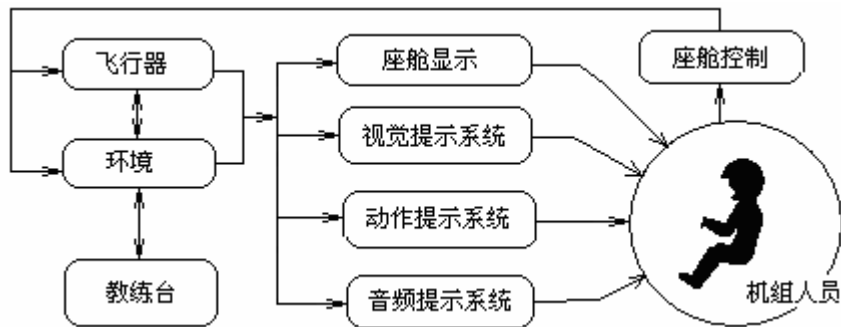 飞行器
座舱显示
座舱控制
视觉提示系统
环境
动作提示系统
教练台
音频提示系统
机组人员